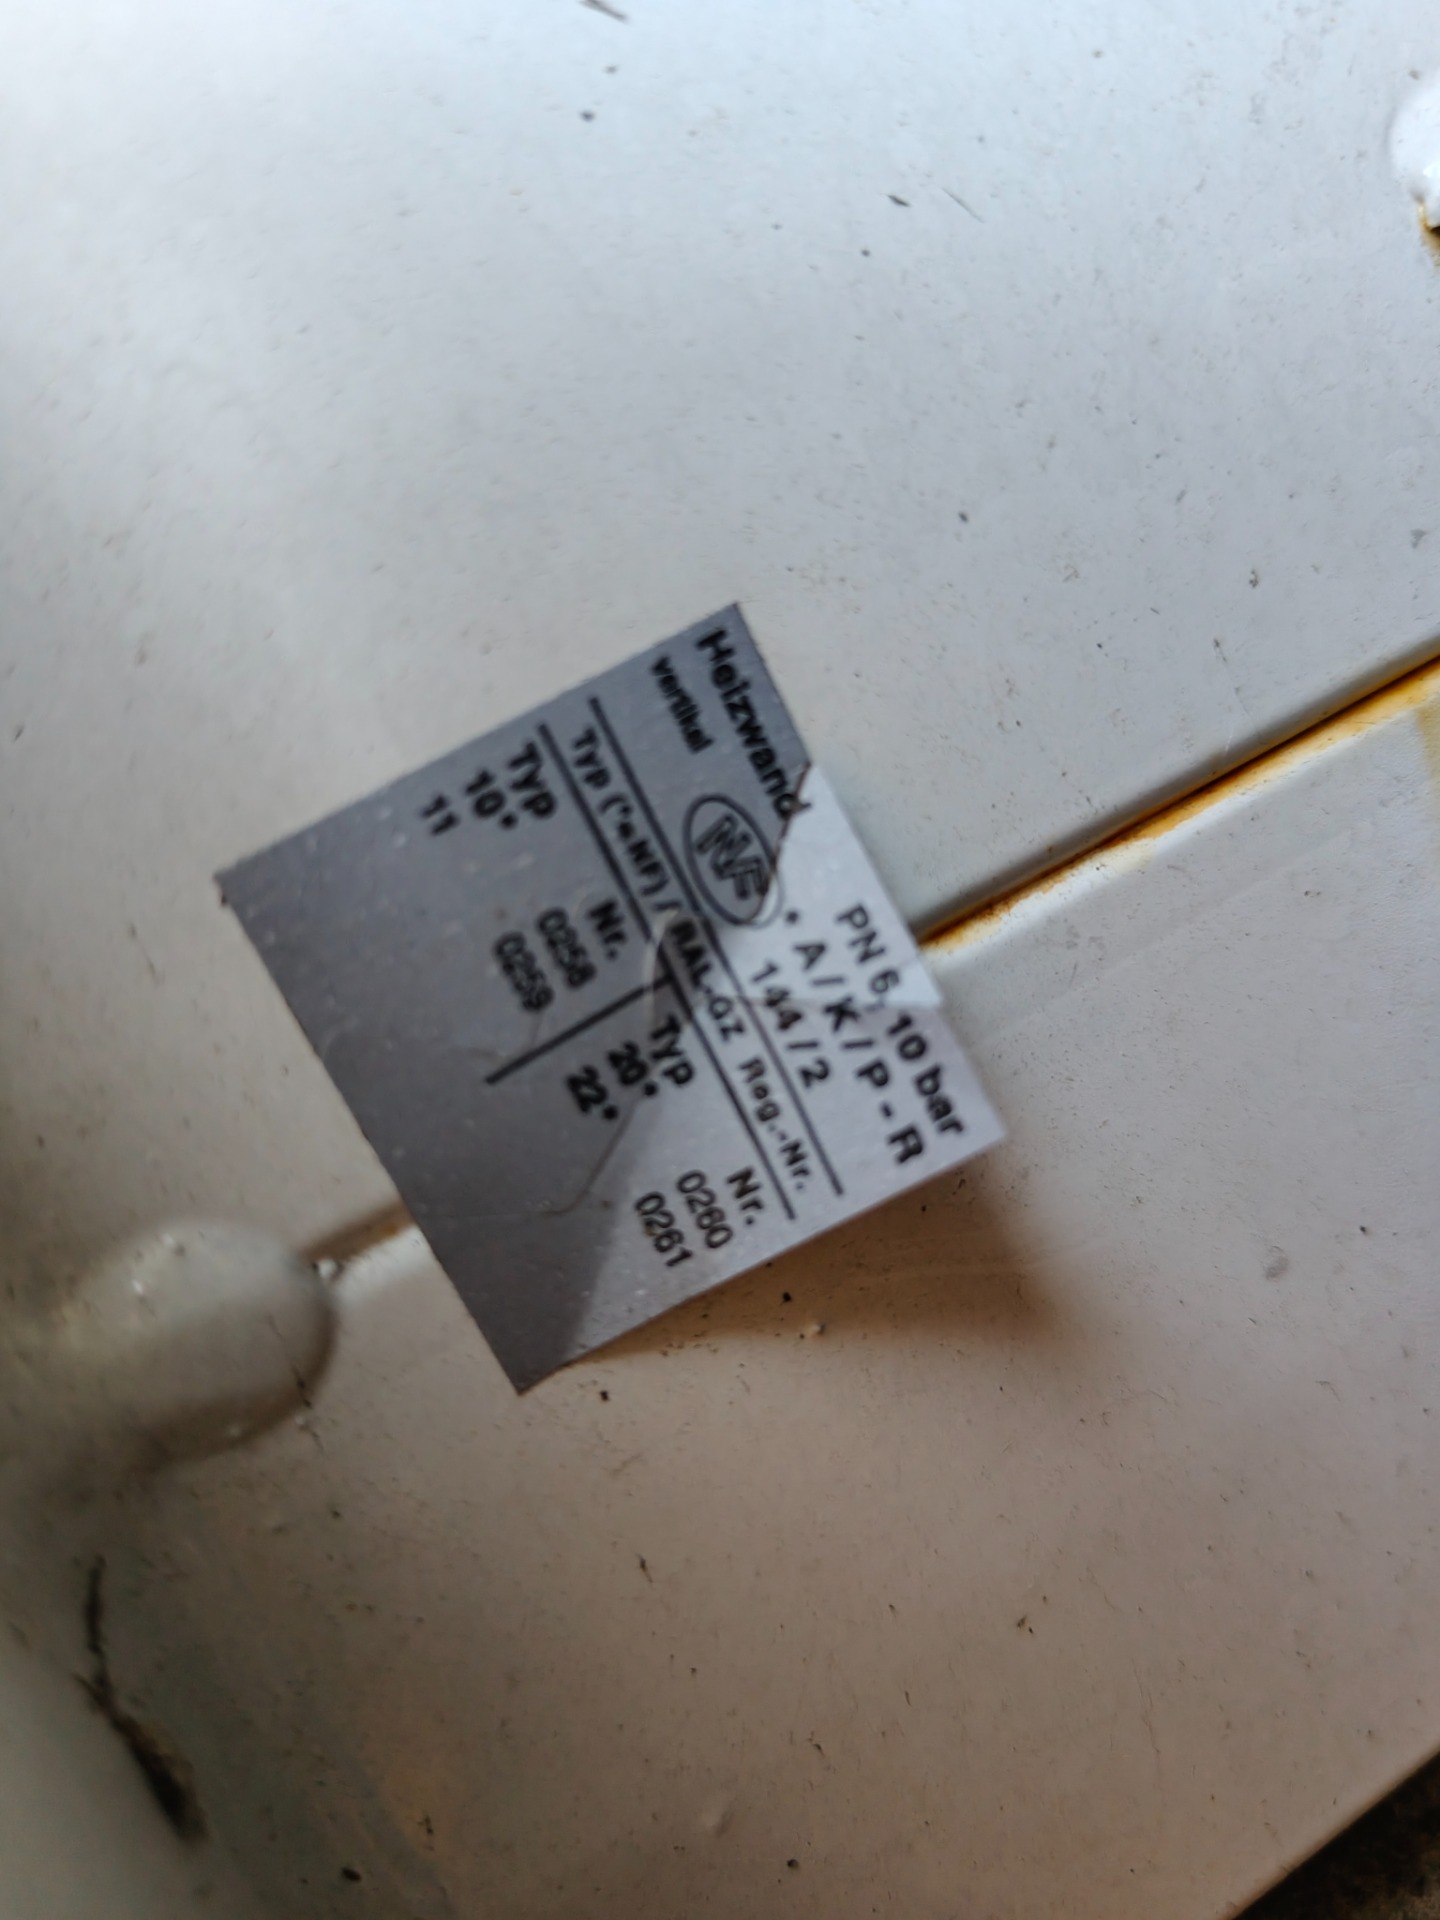 Heizwand PN 6, 10 bar
vertikal NF * A / K / P - R
144 / 2
Typ (*=NF) / RAL-GZ Reg.-Nr.
Typ Nr. Typ Nr.
10* 0258 20* 0260
11 0259 22* 0261